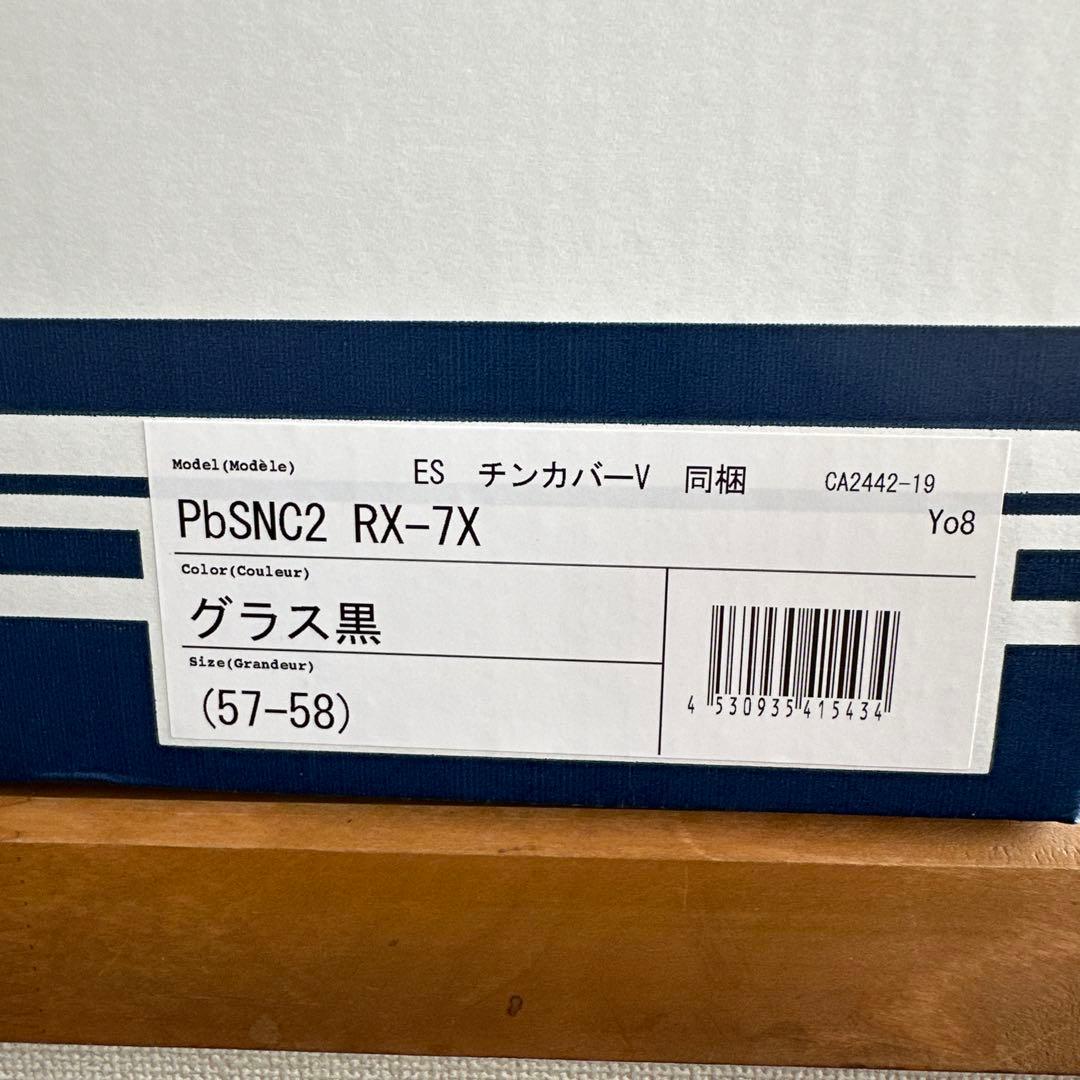 Model(Modèle)
ES チンカバーV 同梱 CA2442-19
PbSNC2 RX-7X Yo8
Color(Couleur)
グラス黒
Size(Grandeur)
(57-58)
4 530935 415434